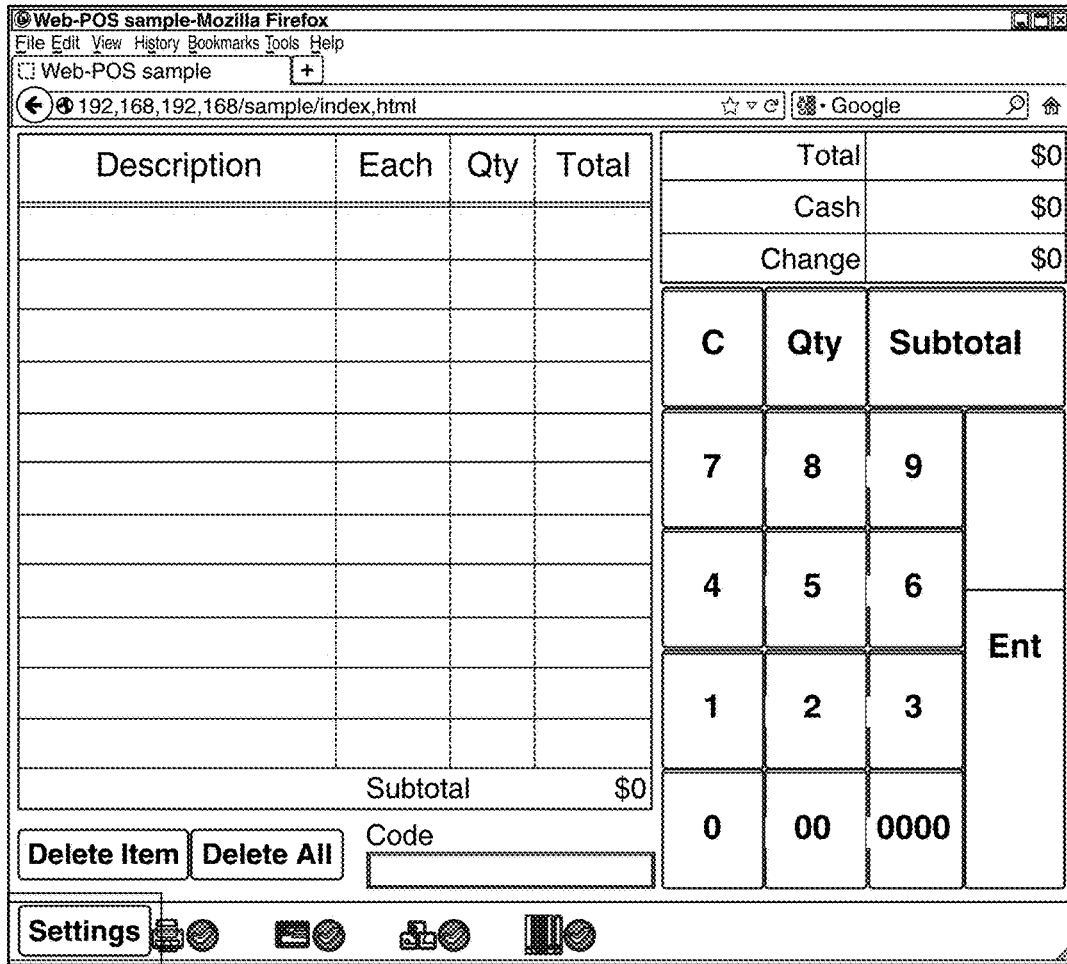 Web-POS sample-Mozilla Firefox
File Edit View History Bookmarks Tools Help
Web-POS sample +
192,168,192,168/sample/index,html Google
Description Each Qty Total
Subtotal $0
Delete Item Delete All
Code
Total $0
Cash $0
Change $0
C Qty Subtotal
7 8 9
4 5 6
Ent
1 2 3
0 00 0000
Settings